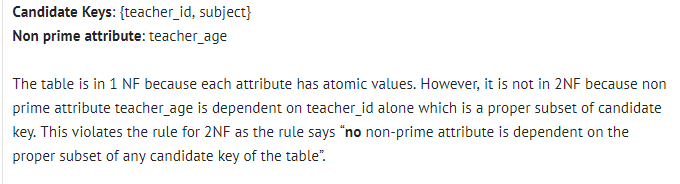 Candidate Keys: {teacher_id, subject}
Non prime attribute: teacher_age
The table is in 1 NF because each attribute has atomic values. However, it is not in 2NF because non
prime attribute teacher_age is dependent on teacher_id alone which is a proper subset of candidate
key. This violates the rule for 2NF as the rule says “no non-prime attribute is dependent on the
proper subset of any candidate key of the table”.